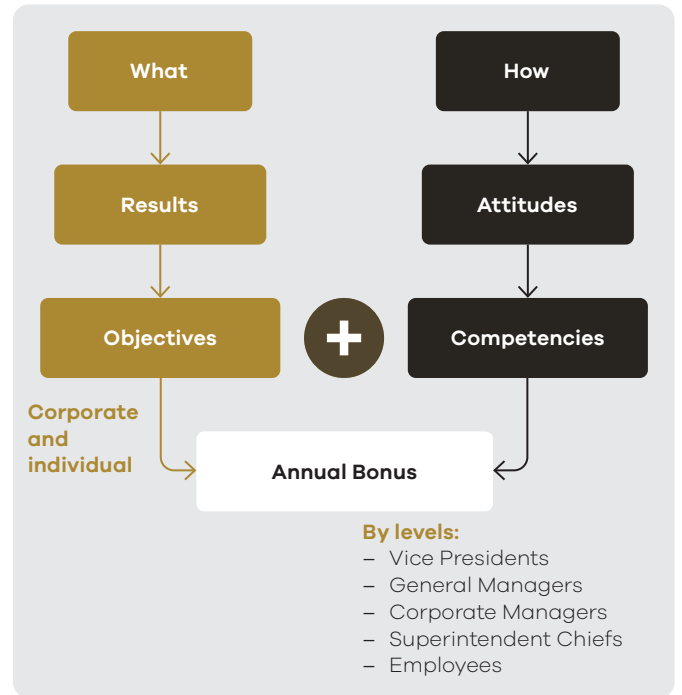 What
How
Results
Attitudes
Objectives
+
Competencies
Corporate
and
individual
Annual Bonus
By levels:
– Vice Presidents
– General Managers
– Corporate Managers
– Superintendent Chiefs
– Employees